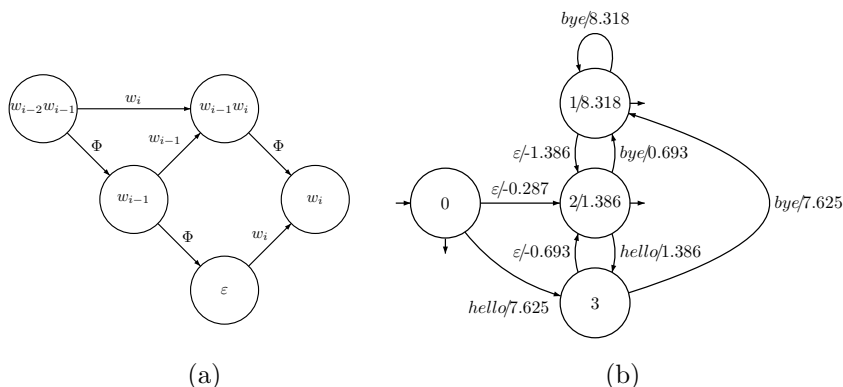 w_{i-2}w_{i-1}
w_i
w_{i-1}w_i
Φ
w_{i-1}
Φ
w_{i-1}
w_i
Φ
w_i
ε
(a)
bye/8.318
1/8.318
ε/-1.386
bye/0.693
0
ε/-0.287
2/1.386
bye/7.625
ε/-0.693
hello/1.386
hello/7.625
3
(b)